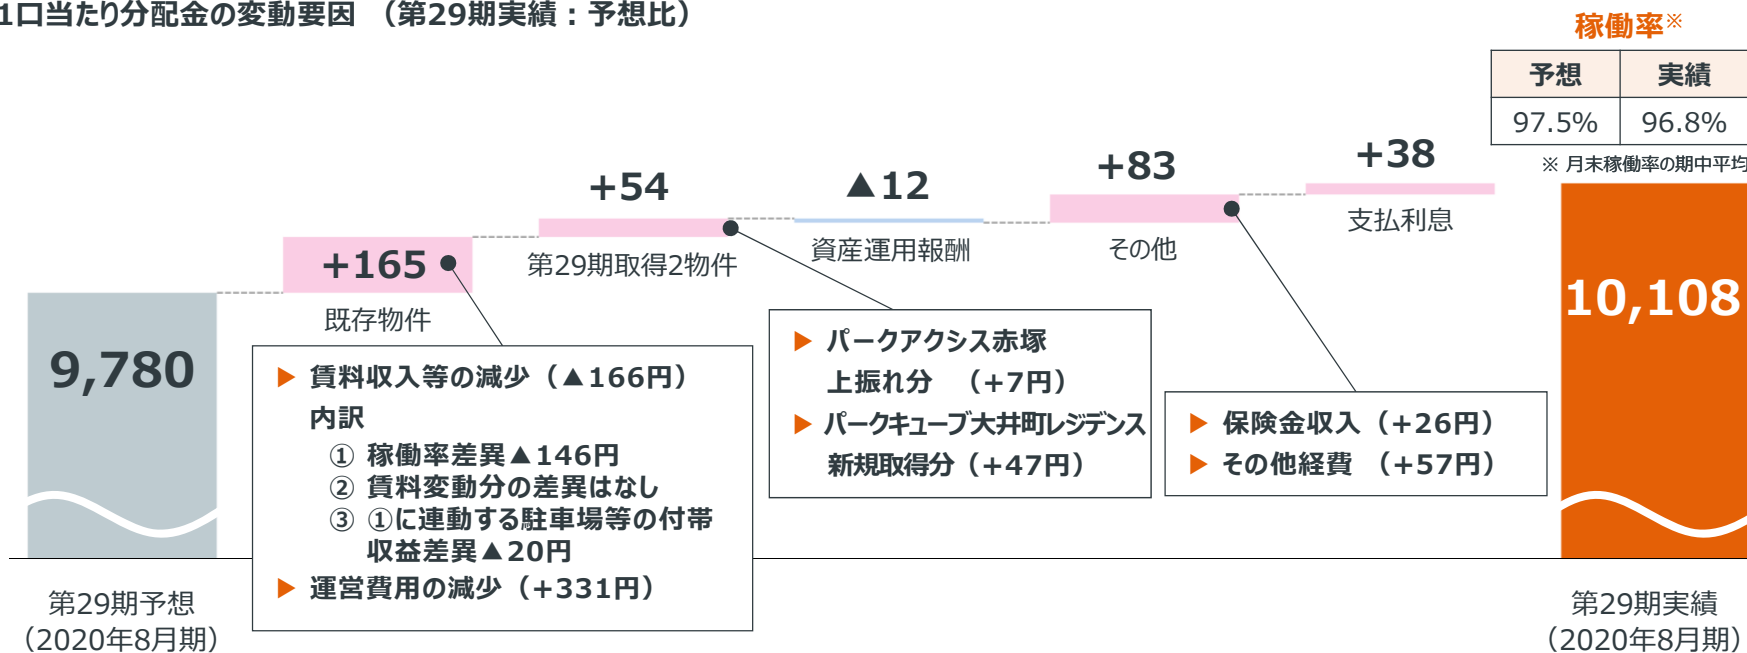 1口当たり分配金の変動要因 （第29期実績：予想比）
稼働率※
予想 実績
97.5% 96.8%
※ 月末稼働率の期中平均
9,780
第29期予想
（2020年8月期）
+165
既存物件
▶ 賃料収入等の減少（▲166円）
内訳
① 稼働率差異▲146円
② 賃料変動分の差異はなし
③ ①に連動する駐車場等の付帯
収益差異▲20円
▶ 運営費用の減少（+331円）
+54
第29期取得2物件
▶ パークアクシス赤塚
上振れ分 （+7円）
▶ パークキューブ大井町レジデンス
新規取得分（+47円）
▲12
資産運用報酬
+83
その他
▶ 保険金収入（+26円）
▶ その他経費 （+57円）
+38
支払利息
10,108
第29期実績
（2020年8月期）